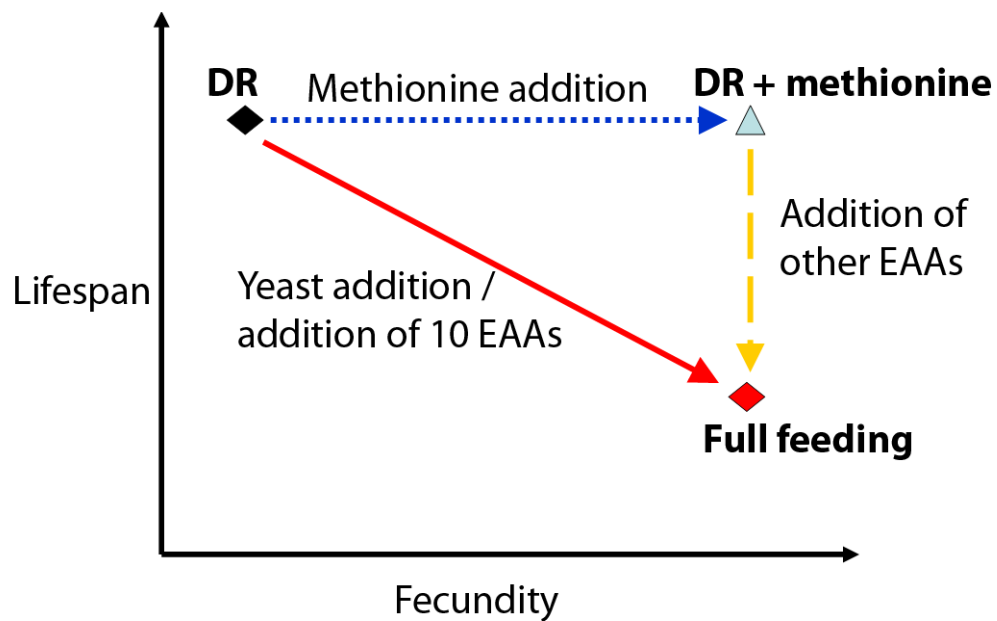 DR
Methionine addition
DR + methionine
Addition of
other EAAs
Lifespan
Yeast addition /
addition of 10 EAAs
Full feeding
Fecundity